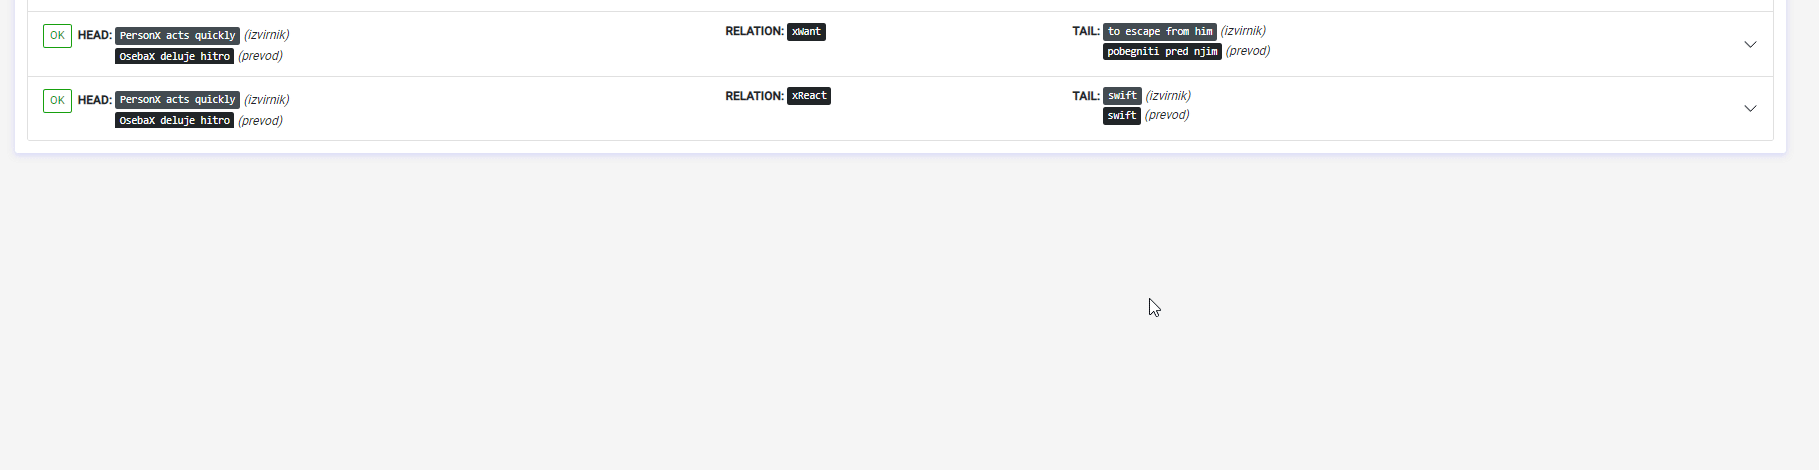 OK HEAD: PersonX acts quickly (izvirnik) RELATION: xWant TAIL: to escape from him (izvirnik)
OsebaX deluje hitro (prevod) pobegniti pred njim (prevod)
OK HEAD: PersonX acts quickly (izvirnik) RELATION: xReact TAIL: swift (izvirnik)
OsebaX deluje hitro (prevod) swift (prevod)